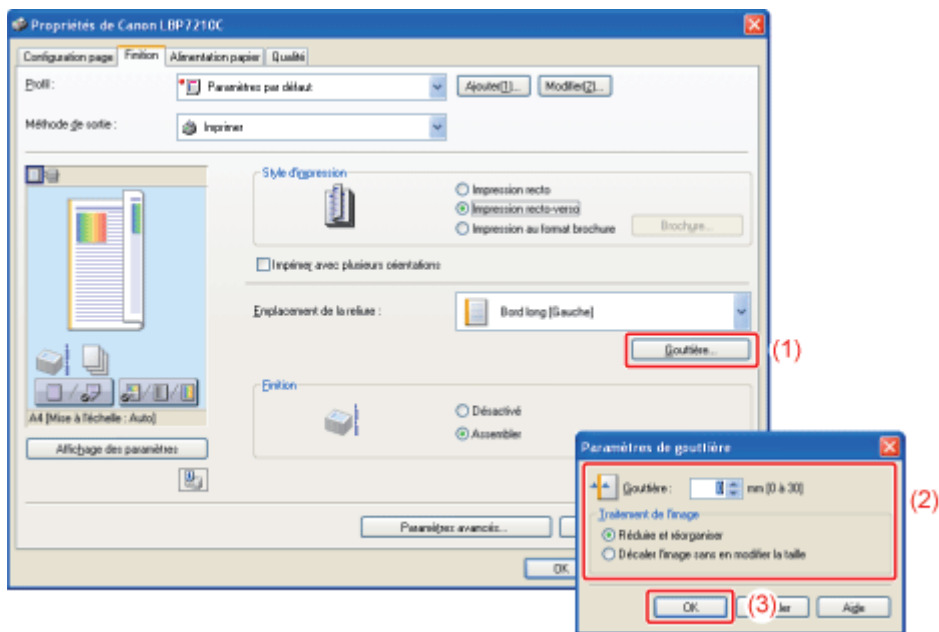 Propriétés de Canon LBP7210C
Configuration page Finition Alimentation papier Qualité
Profil : Paramètres par défaut Ajouter(1)... Modifier(2)...
Méthode de sortie : Imprimer
Style d'impression
Impression recto
Impression recto-verso
Impression au format brochure Brochure...
Imprimer avec plusieurs orientations
Emplacement de la reliure : Bord long [Gauche]
Gouttière... (1)
Finition
Désactivé
Assembler
A4 [Mise à l'échelle : Auto]
Affichage des paramètres
Paramètres avancés...
OK
Paramètres de gouttière
Gouttière : mm [0 à 30]
(2)
Traitement de l'image
Réduire et réorganiser
Décaler l'image sans en modifier la taille
OK (3) ler Aide